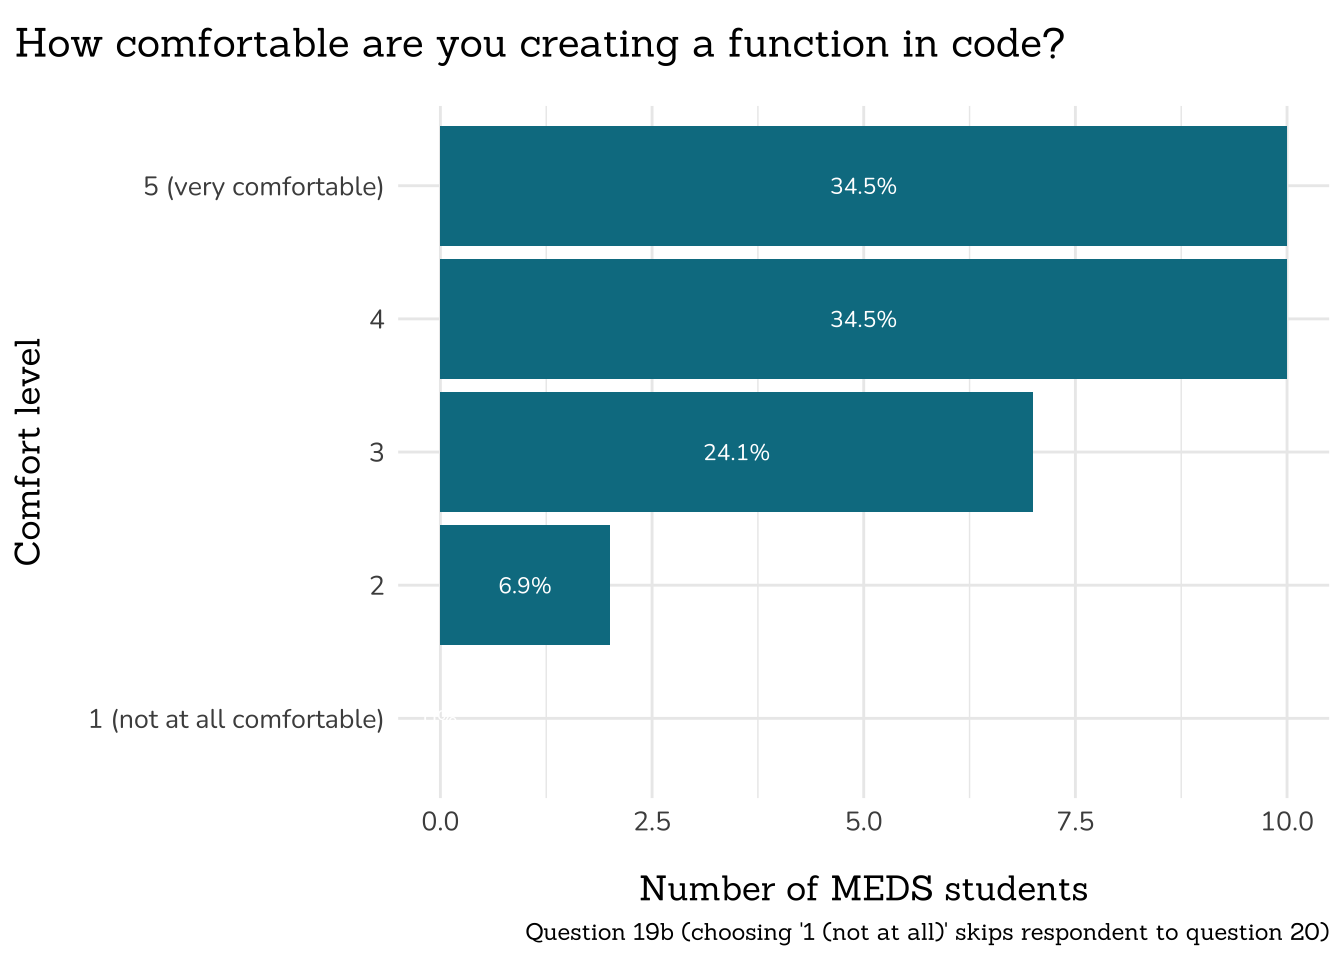 How comfortable are you creating a function in code?
5 (very comfortable)
34.5%
4
34.5%
3
24.1%
2
6.9%
1 (not at all comfortable)
0.0 2.5 5.0 7.5 10.0
Comfort level
Number of MEDS students
Question 19b (choosing '1 (not at all)' skips respondent to question 20)